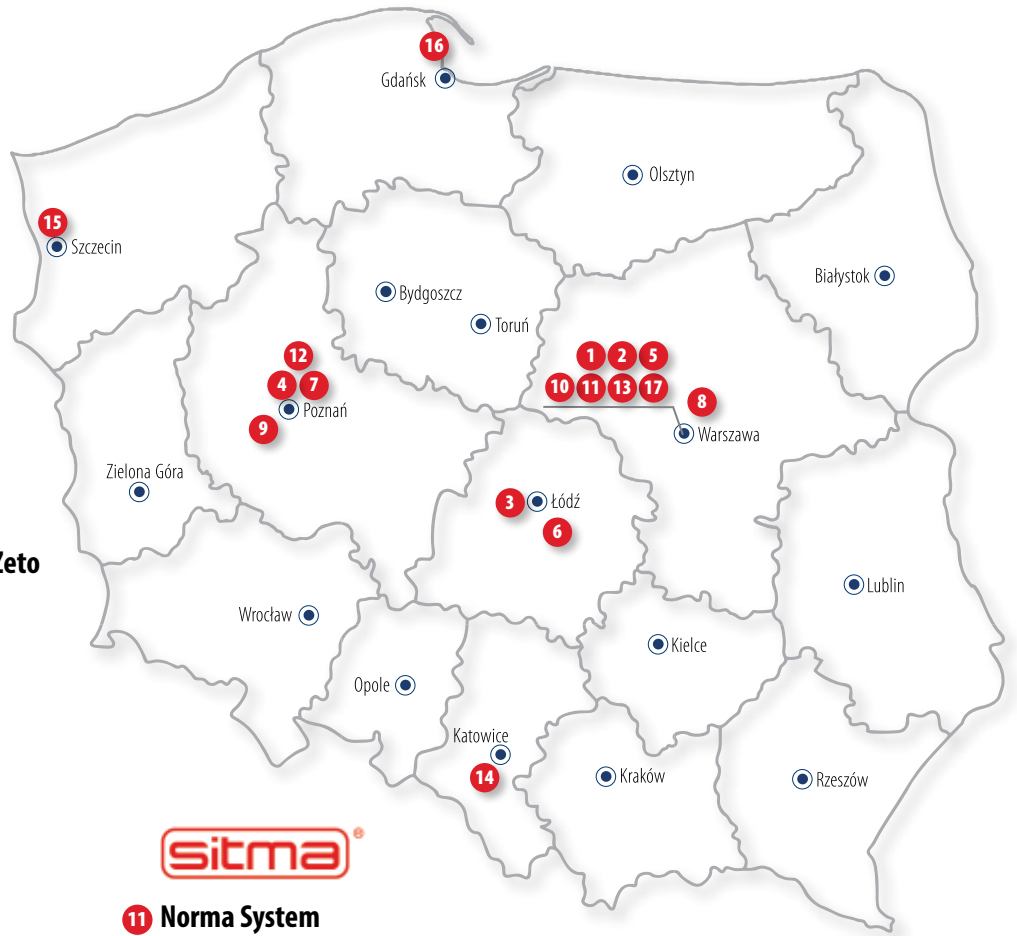 16
Gdańsk
Olsztyn
15
Szczecin
Białystok
Bydgoszcz
Toruń
12
1 2 5
4 7
10 11 13 17
8
Poznań
9
Warszawa
Zielona Góra
3 Łódź
6
Zeto
Lublin
Wrocław
Kielce
Opole
Katowice
14
Kraków
Rzeszów
sitma®
11 Norma System